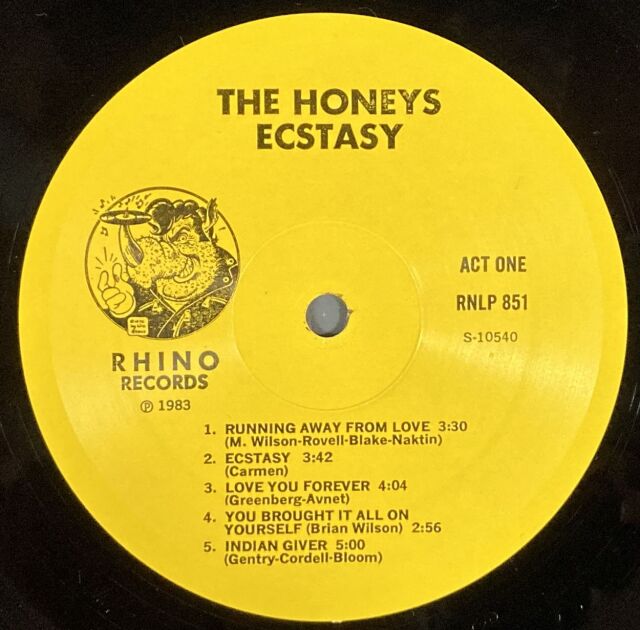 THE HONEYS
ECSTASY
ACT ONE
RNLP 851
S-10540
RHINO
RECORDS
℗ 1983
1. RUNNING AWAY FROM LOVE 3:30
(M. Wilson-Rovell-Blake-Naktin)
2. ECSTASY 3:42
(Carmen)
3. LOVE YOU FOREVER 4:04
(Greenberg-Avnet)
4. YOU BROUGHT IT ALL ON
YOURSELF (Brian Wilson) 2:56
5. INDIAN GIVER 5:00
(Gentry-Cordell-Bloom)